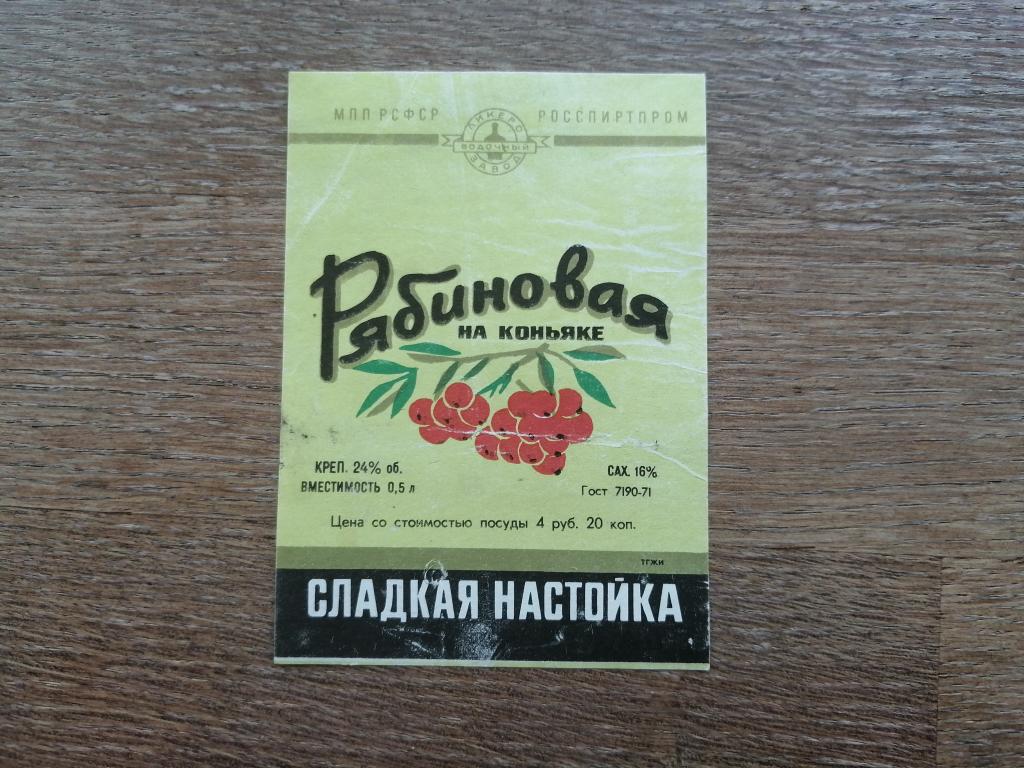 МПП РСФСР РОССПИРТПРОМ
ЛИКЕРО
ВОДОЧНЫЙ
ЗАВОД
Рябиновая
НА КОНЬЯКЕ
КРЕП. 24% об. САХ. 16%
ВМЕСТИМОСТЬ 0,5 л Гост 7190-71
Цена со стоимостью посуды 4 руб. 20 коп.
ТГЖИ
СЛАДКАЯ НАСТОЙКА